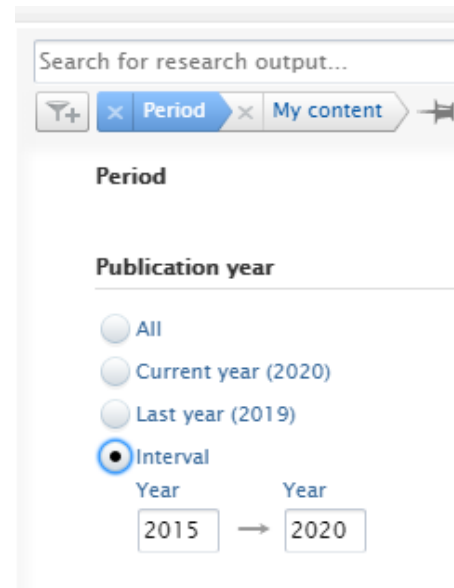 Search for research output...
Period My content
Period
Publication year
All
Current year (2020)
Last year (2019)
Interval
Year Year
2015 → 2020